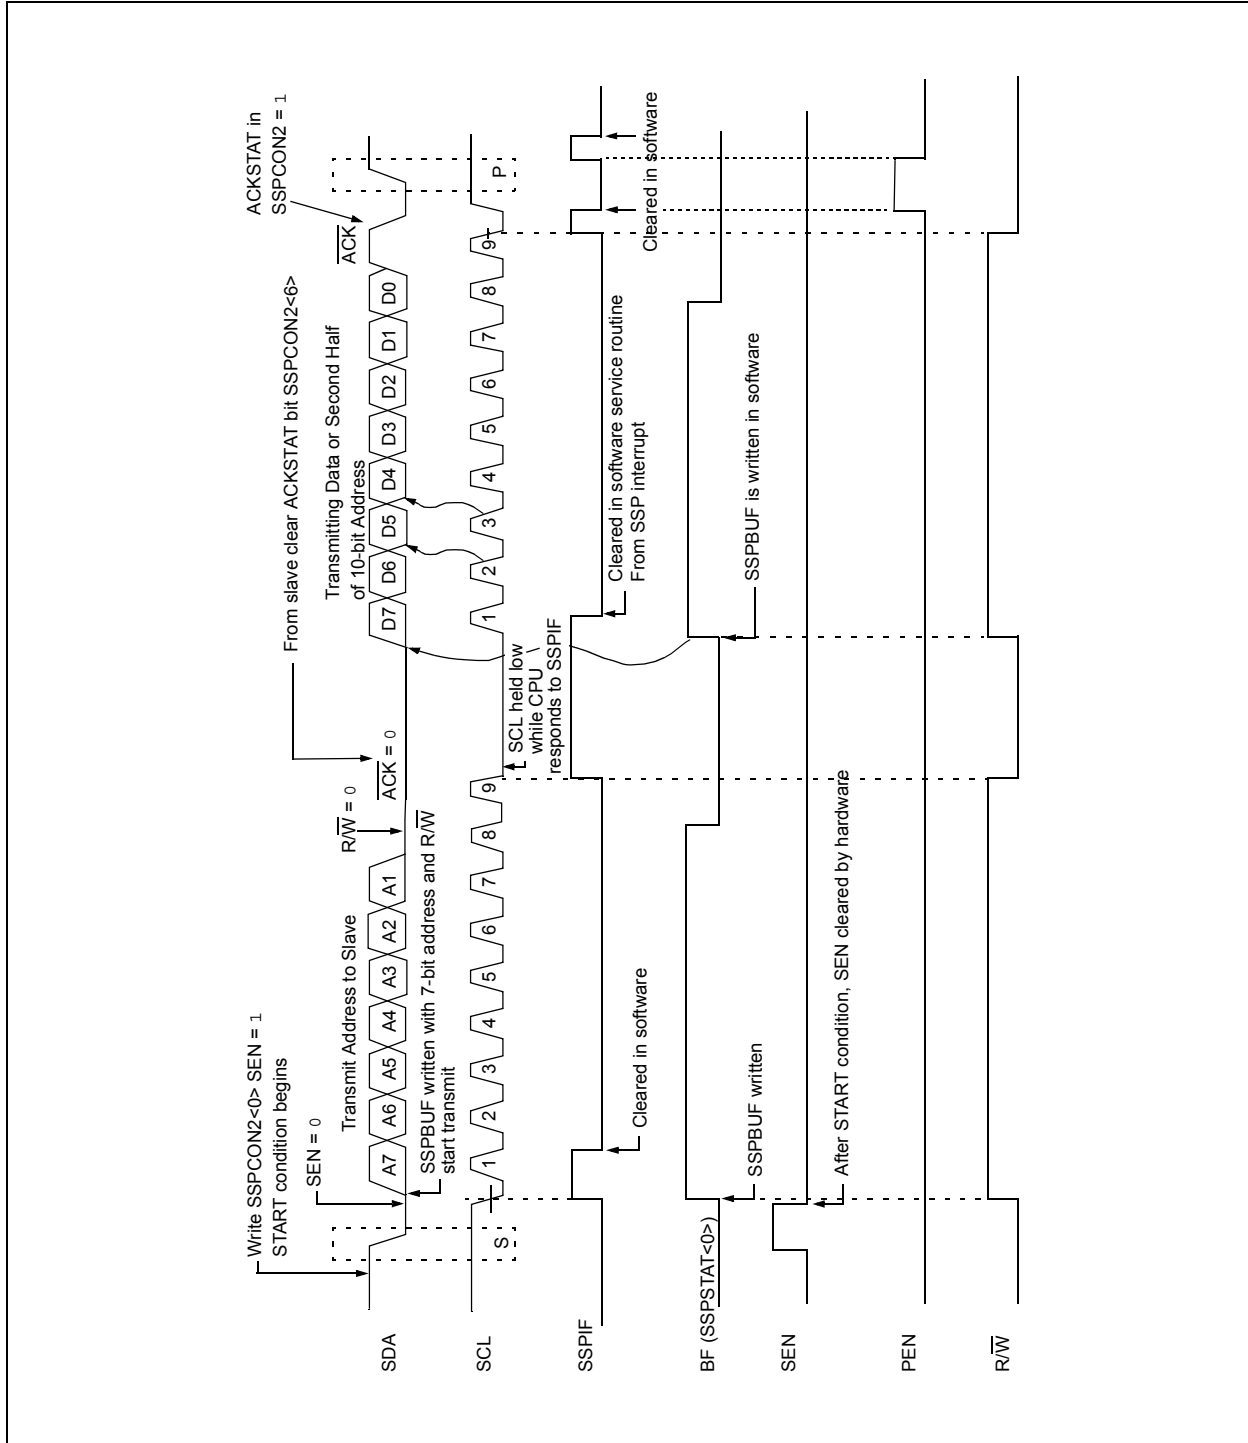 Write SSPCON2<0> SEN = 1
START condition begins
From slave clear ACKSTAT bit SSPCON2<6>
ACKSTAT in
SSPCON2 = 1
SEN = 0
Transmit Address to Slave
R/W = 0
Transmitting Data or Second Half
of 10-bit Address
ACK
SDA
A7 A6 A5 A4 A3 A2 A1
ACK = 0
D7 D6 D5 D4 D3 D2 D1 D0
SSPBUF written with 7-bit address and R/W
start transmit
SCL
S
1 2 3 4 5 6 7 8 9
1 2 3 4 5 6 7 8 9
P
SCL held low
while CPU
responds to SSPIF
SSPIF
Cleared in software
Cleared in software service routine
From SSP interrupt
Cleared in software
BF (SSPSTAT<0>)
SSPBUF written
SSPBUF is written in software
SEN
After START condition, SEN cleared by hardware
PEN
R/W